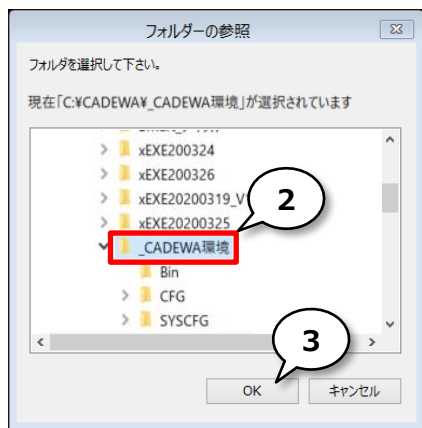 フォルダーの参照
フォルダを選択して下さい。
現在「C:¥CADEWA¥_CADEWA環境」が選択されています
xEXE200324
xEXE200326
xEXE20200319_V1
2
xEXE20200325
_CADEWA環境
Bin
CFG
SYSCFG
3
OK
キャンセル